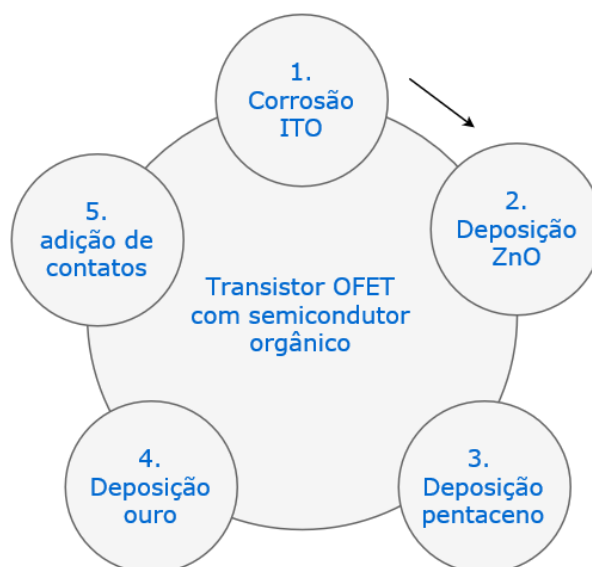 1.
Corrosão
ITO
2.
Deposição
ZnO
3.
Deposição
pentaceno
4.
Deposição
ouro
5.
adição de
contatos
Transistor OFET
com semicondutor
orgânico